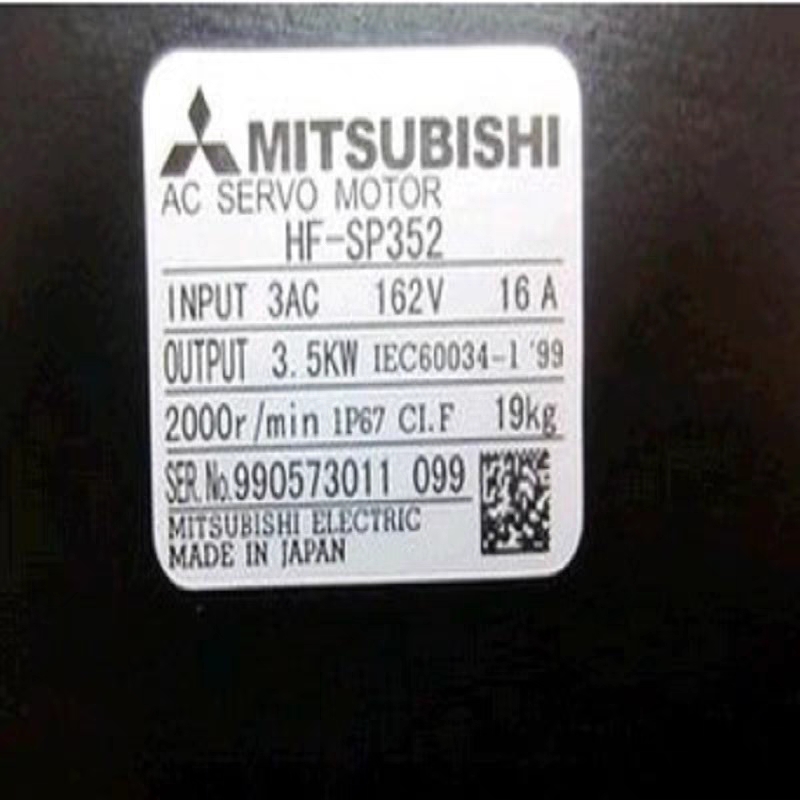 MITSUBISHI
AC SERVO MOTOR
HF-SP352
INPUT 3AC 162V 16 A
OUTPUT 3.5KW IEC60034-1 '99
2000r/min IP67 CI.F 19kg
SER.No.990573011 099
MITSUBISHI ELECTRIC
MADE IN JAPAN